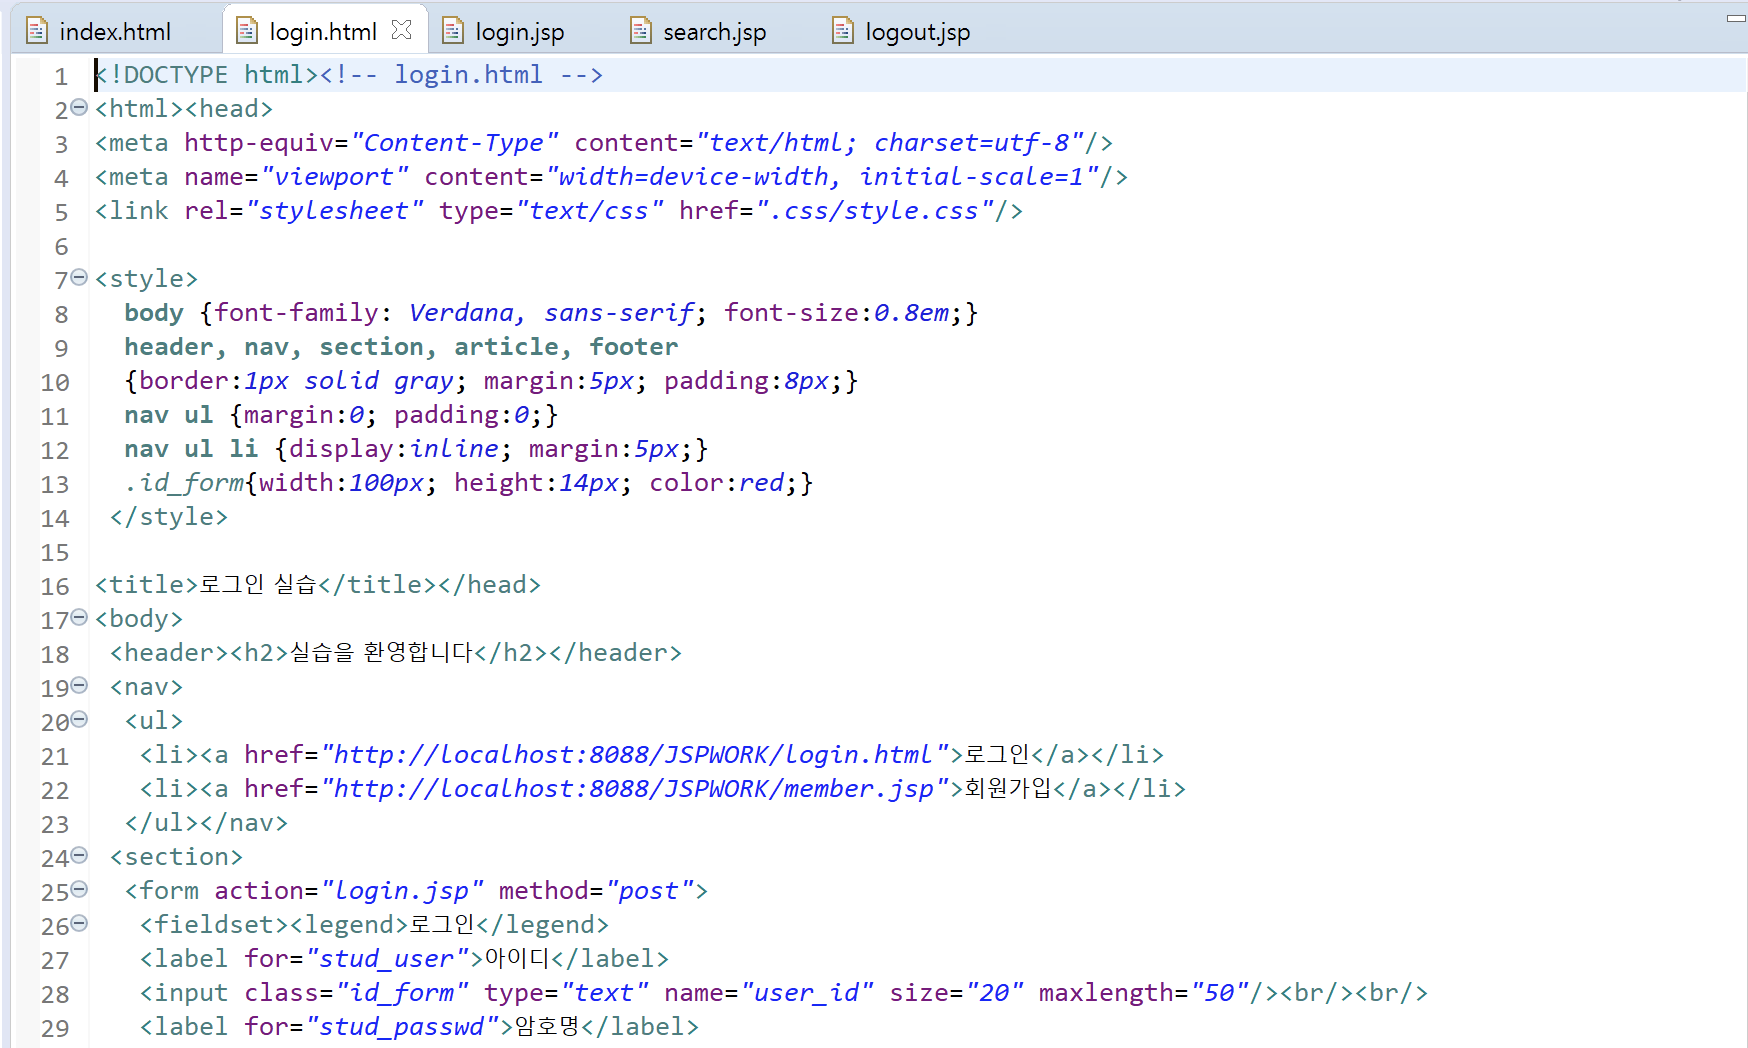 index.html login.html login.jsp search.jsp logout.jsp
1 <!DOCTYPE html><!-- login.html -->
2 <html><head>
3 <meta http-equiv="Content-Type" content="text/html; charset=utf-8"/>
4 <meta name="viewport" content="width=device-width, initial-scale=1"/>
5 <link rel="stylesheet" type="text/css" href=".css/style.css"/>
6
7 <style>
8 body {font-family: Verdana, sans-serif; font-size:0.8em;}
9 header, nav, section, article, footer
10 {border:1px solid gray; margin:5px; padding:8px;}
11 nav ul {margin:0; padding:0;}
12 nav ul li {display:inline; margin:5px;}
13 .id_form{width:100px; height:14px; color:red;}
14 </style>
15
16 <title>로그인 실습</title></head>
17 <body>
18 <header><h2>실습을 환영합니다</h2></header>
19 <nav>
20 <ul>
21 <li><a href="http://localhost:8088/JSPWORK/login.html">로그인</a></li>
22 <li><a href="http://localhost:8088/JSPWORK/member.jsp">회원가입</a></li>
23 </ul></nav>
24 <section>
25 <form action="login.jsp" method="post">
26 <fieldset><legend>로그인</legend>
27 <label for="stud_user">아이디</label>
28 <input class="id_form" type="text" name="user_id" size="20" maxlength="50"/><br/><br/>
29 <label for="stud_passwd">암호명</label>